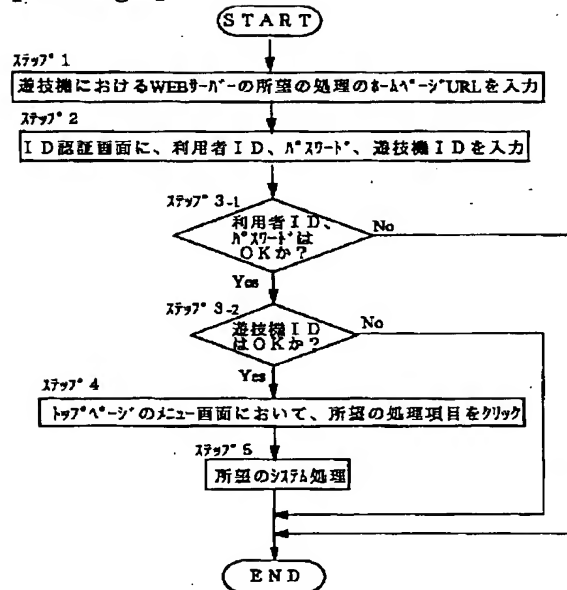 START
ステップ 1
遊技機におけるWEBサーバーの所望の処理のホームページURLを入力
ステップ 2
ID認証画面に、利用者ID、パスワード、遊技機IDを入力
ステップ 3-1
利用者ID、
パスワードは
OKか?
No
Yes
ステップ 3-2
遊技機ID
はOKか?
No
Yes
ステップ 4
トップページのメニュー画面において、所望の処理項目をクリック
ステップ 5
所望のシステム処理
END